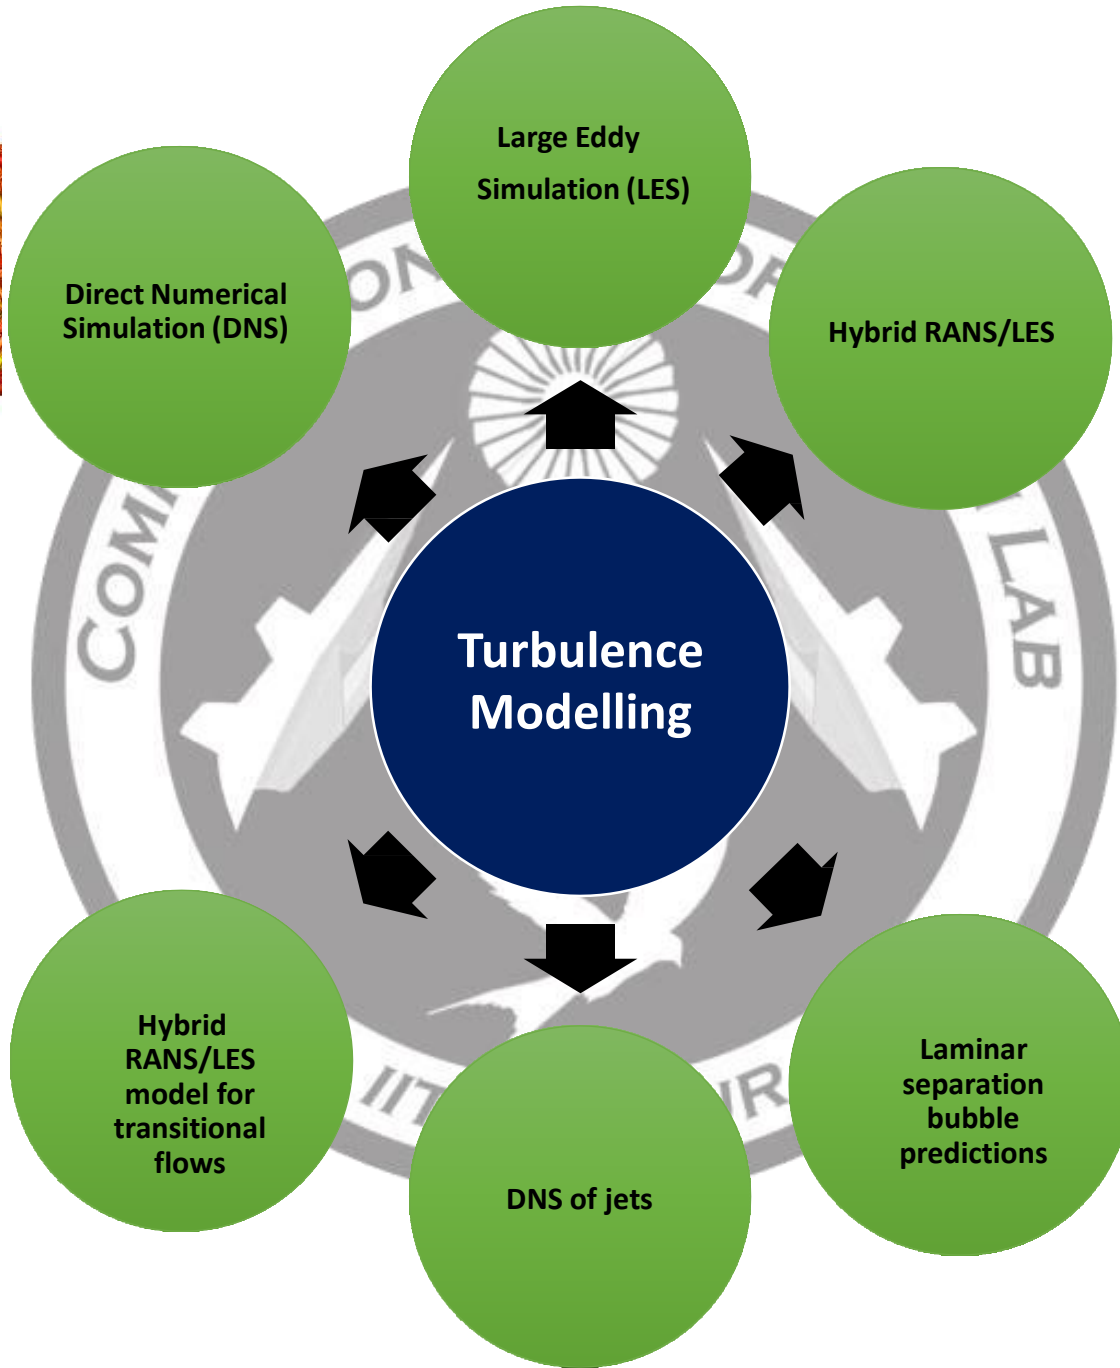 Large Eddy
Simulation (LES)
Direct Numerical
Simulation (DNS)
Hybrid RANS/LES
LAB
Turbulence
Modelling
Hybrid
RANS/LES
model for
transitional
flows
Laminar
separation
bubble
predictions
DNS of jets